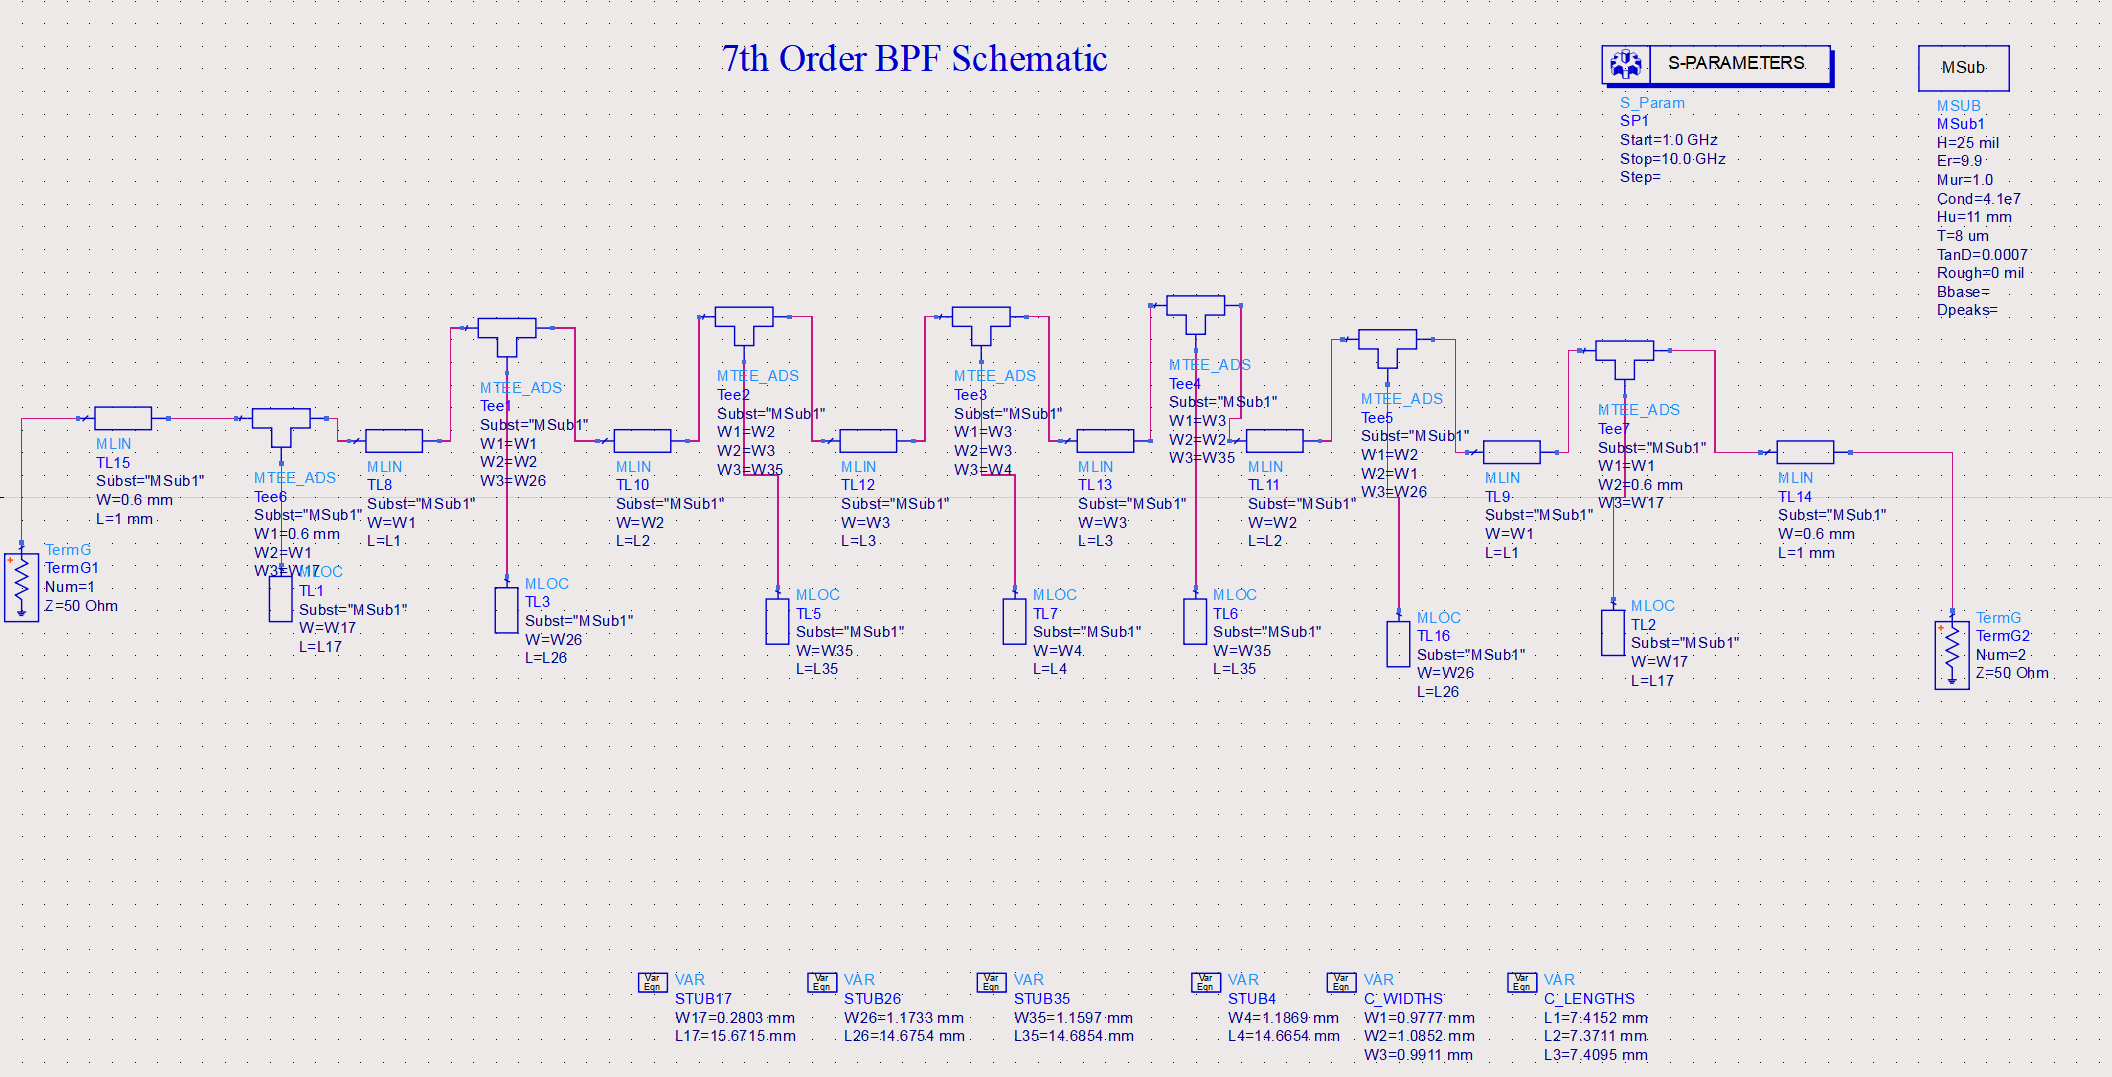 7th Order BPF Schematic
S-PARAMETERS
S_Param
SP1
Start=1.0 GHz
Stop=10.0 GHz
Step=
MSub
MSUB
MSub1
H=25 mil
Er=9.9
Mur=1.0
Cond=4.1e7
Hu=11 mm
T=8 um
TanD=0.0007
Rough=0 mil
Bbase=
Dpeaks=
TermG
TermG1
Num=1
Z=50 Ohm
MLIN
TL15
Subst="MSub1"
W=0.6 mm
L=1 mm
MTEE_ADS
Tee6
Subst="MSub1"
W1=0.6 mm
W2=W1
W3=W17
MLOC
TL1
Subst="MSub1"
W=W17
L=L17
MLIN
TL8
Subst="MSub1"
W=W1
L=L1
MTEE_ADS
Tee1
Subst="MSub1"
W1=W1
W2=W2
W3=W26
MLOC
TL3
Subst="MSub1"
W=W26
L=L26
MLIN
TL10
Subst="MSub1"
W=W2
L=L2
MTEE_ADS
Tee2
Subst="MSub1"
W1=W2
W2=W3
W3=W35
MLOC
TL5
Subst="MSub1"
W=W35
L=L35
MLIN
TL12
Subst="MSub1"
W=W3
L=L3
MTEE_ADS
Tee3
Subst="MSub1"
W1=W3
W2=W3
W3=W4
MLOC
TL7
Subst="MSub1"
W=W4
L=L4
MLIN
TL13
Subst="MSub1"
W=W3
L=L3
MTEE_ADS
Tee4
Subst="MSub1"
W1=W3
W2=W2
W3=W35
MLOC
TL6
Subst="MSub1"
W=W35
L=L35
MLIN
TL11
Subst="MSub1"
W=W2
L=L2
MTEE_ADS
Tee5
Subst="MSub1"
W1=W2
W2=W1
W3=W26
MLOC
TL16
Subst="MSub1"
W=W26
L=L26
MLIN
TL9
Subst="MSub1"
W=W1
L=L1
MTEE_ADS
Tee7
Subst="MSub1"
W1=W1
W2=0.6 mm
W3=W17
MLOC
TL2
Subst="MSub1"
W=W17
L=L17
MLIN
TL14
Subst="MSub1"
W=0.6 mm
L=1 mm
TermG
TermG2
Num=2
Z=50 Ohm
Var
Eqn
VAR
STUB17
W17=0.2803 mm
L17=15.6715 mm
Var
Eqn
VAR
STUB26
W26=1.1733 mm
L26=14.6754 mm
Var
Eqn
VAR
STUB35
W35=1.1597 mm
L35=14.6854 mm
Var
Eqn
VAR
STUB4
W4=1.1869 mm
L4=14.6654 mm
Var
Eqn
VAR
C_WIDTHS
W1=0.9777 mm
W2=1.0852 mm
W3=0.9911 mm
Var
Eqn
VAR
C_LENGTHS
L1=7.4152 mm
L2=7.3711 mm
L3=7.4095 mm